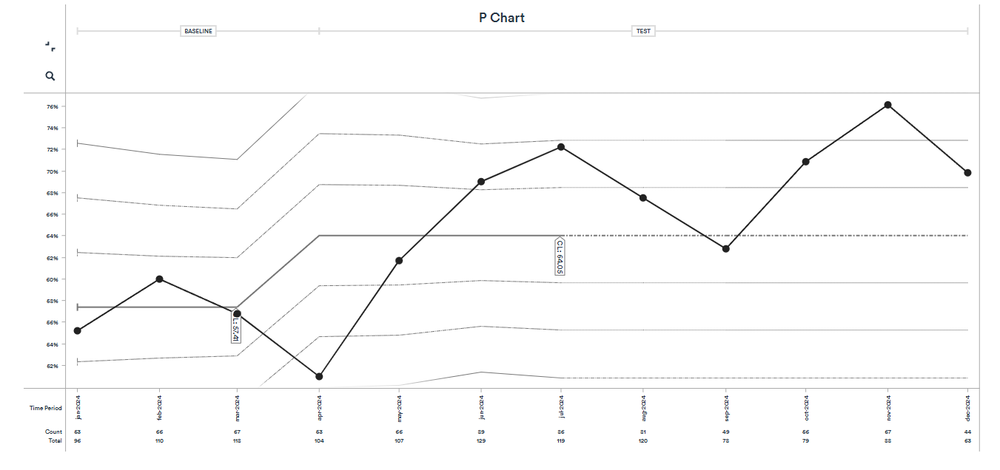 P Chart
BASELINE
TEST
76%
74%
72%
70%
68%
66%
64%
62%
60%
58%
56%
54%
52%
L: 57.41
CL: 64.05
Time Period jan-2024 feb-2024 mar-2024 apr-2024 may-2024 jun-2024 jul-2024 aug-2024 sep-2024 oct-2024 nov-2024 dec-2024
Count 53 66 67 53 66 89 86 81 49 56 67 44
Total 96 110 118 104 107 129 119 120 78 79 88 63